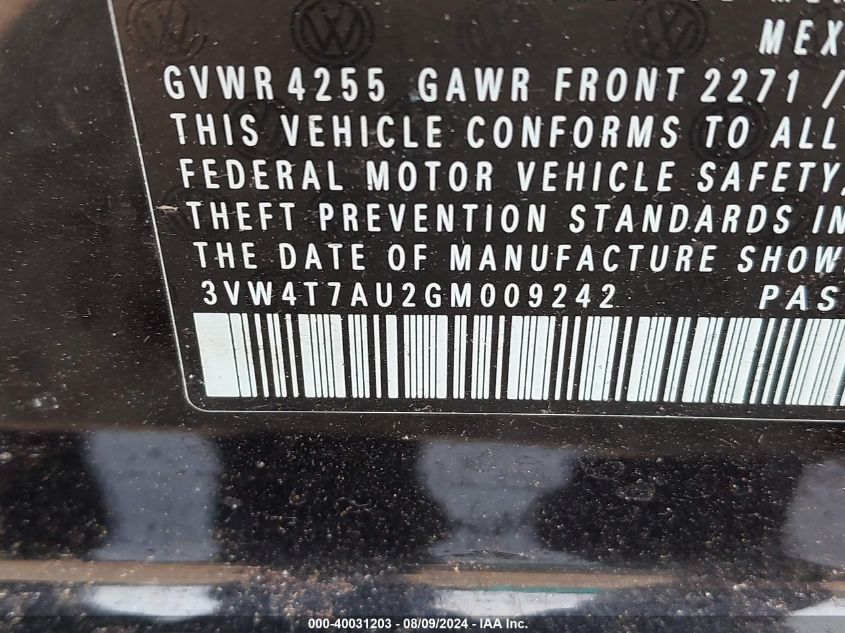 MEX
GVWR 4255 GAWR FRONT 2271 /
THIS VEHICLE CONFORMS TO ALL
FEDERAL MOTOR VEHICLE SAFETY,
THEFT PREVENTION STANDARDS IN
THE DATE OF MANUFACTURE SHOW
3VW4T7AU2GM009242 PAS
000-40031203 - 08/09/2024 - IAA Inc.